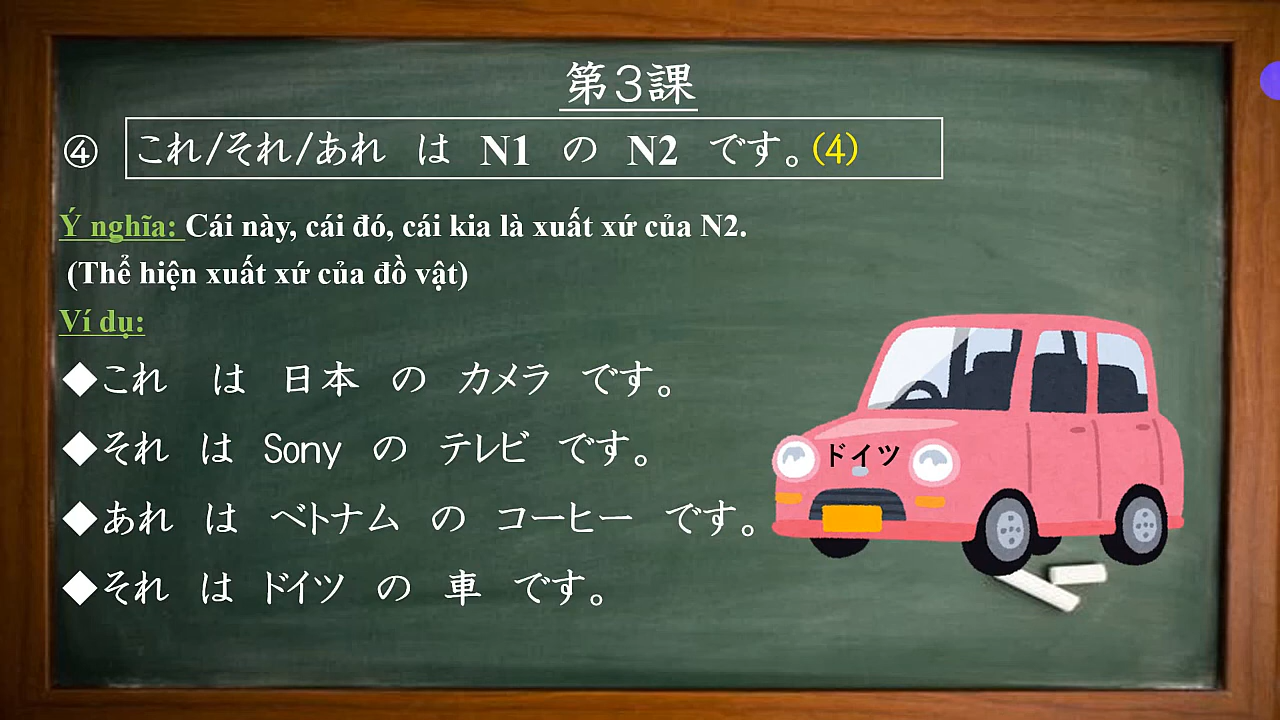 第3課
④ これ/それ/あれ は N1 の N2 です。(4)
Ý nghĩa: Cái này, cái đó, cái kia là xuất xứ của N2.
(Thể hiện xuất xứ của đồ vật)
Ví dụ:
◆これ は 日本 の カメラ です。
◆それ は Sony の テレビ です。
◆あれ は ベトナム の コーヒー です。
◆それ は ドイツ の 車 です。
ドイツ